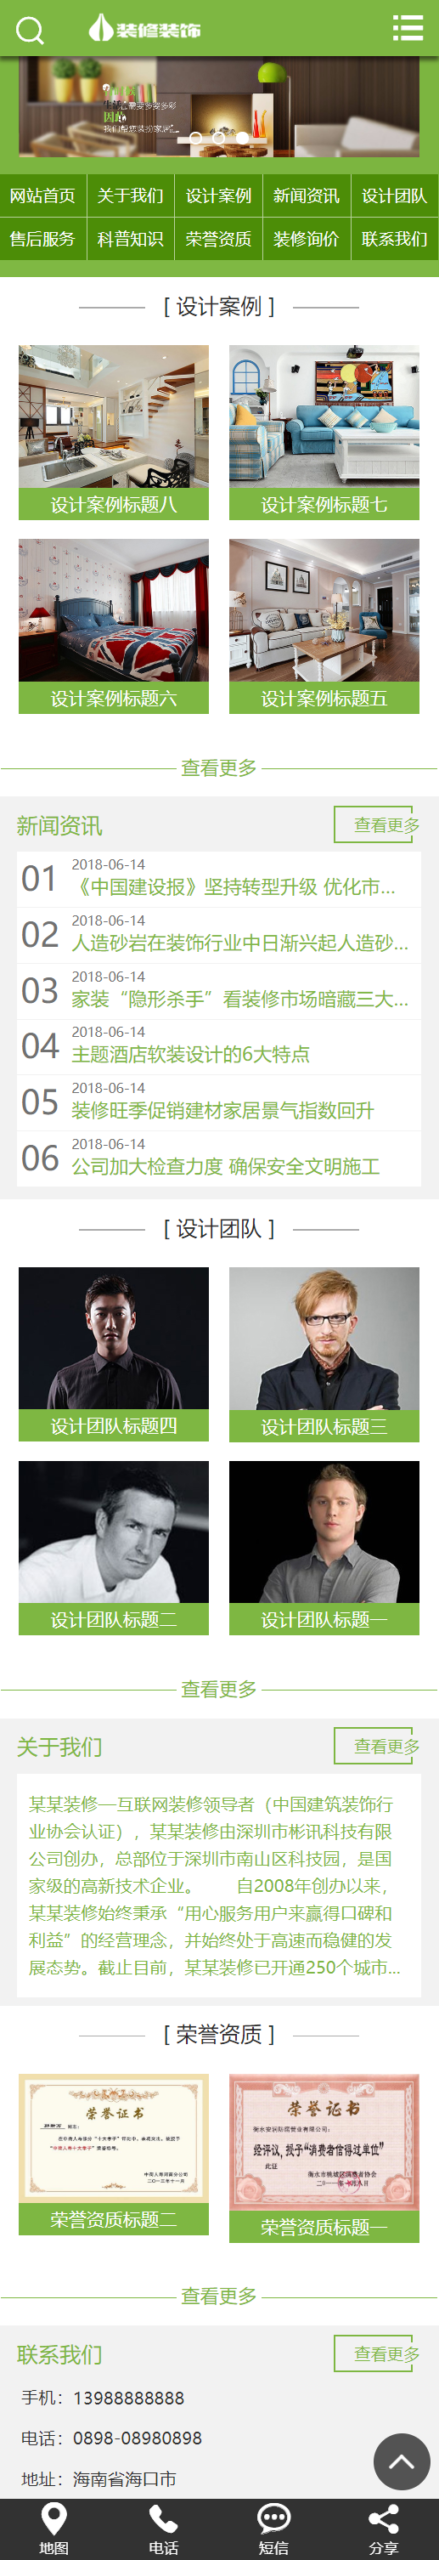 装修装饰
网站首页 关于我们 设计案例 新闻资讯 设计团队
售后服务 科普知识 荣誉资质 装修询价 联系我们
[ 设计案例 ]
设计案例标题八 设计案例标题七
设计案例标题六 设计案例标题五
查看更多
新闻资讯 查看更多
01 2018-06-14
《中国建设报》坚持转型升级 优化市...
02 2018-06-14
人造砂岩在装饰行业中日渐兴起人造砂...
03 2018-06-14
家装“隐形杀手”看装修市场暗藏三大...
04 2018-06-14
主题酒店软装设计的6大特点
05 2018-06-14
装修旺季促销建材家居景气指数回升
06 2018-06-14
公司加大检查力度 确保安全文明施工
[ 设计团队 ]
设计团队标题四 设计团队标题三
设计团队标题二 设计团队标题一
查看更多
关于我们 查看更多
某某装修—互联网装修领导者（中国建筑装饰行
业协会认证），某某装修由深圳市彬讯科技有限
公司创办，总部位于深圳市南山区科技园，是国
家级的高新技术企业。 自2008年创办以来，
某某装修始终秉承“用心服务用户来赢得口碑和
利益”的经营理念，并始终处于高速而稳健的发
展态势。截止目前，某某装修已开通250个城市...
[ 荣誉资质 ]
荣誉证书
荣誉证书
经评议，授予“消费者信得过单位”
荣誉资质标题二 荣誉资质标题一
查看更多
联系我们 查看更多
手机：13988888888
电话：0898-08980898
地址：海南省海口市
地图 电话 短信 分享